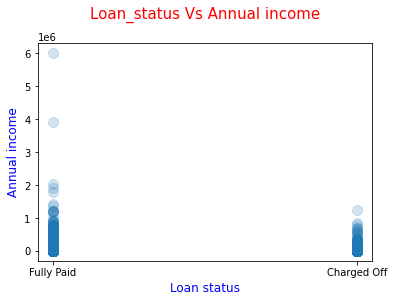 Loan_status Vs Annual income
1e6
6
5
4
3
2
1
0
Annual income
Fully Paid
Charged Off
Loan status